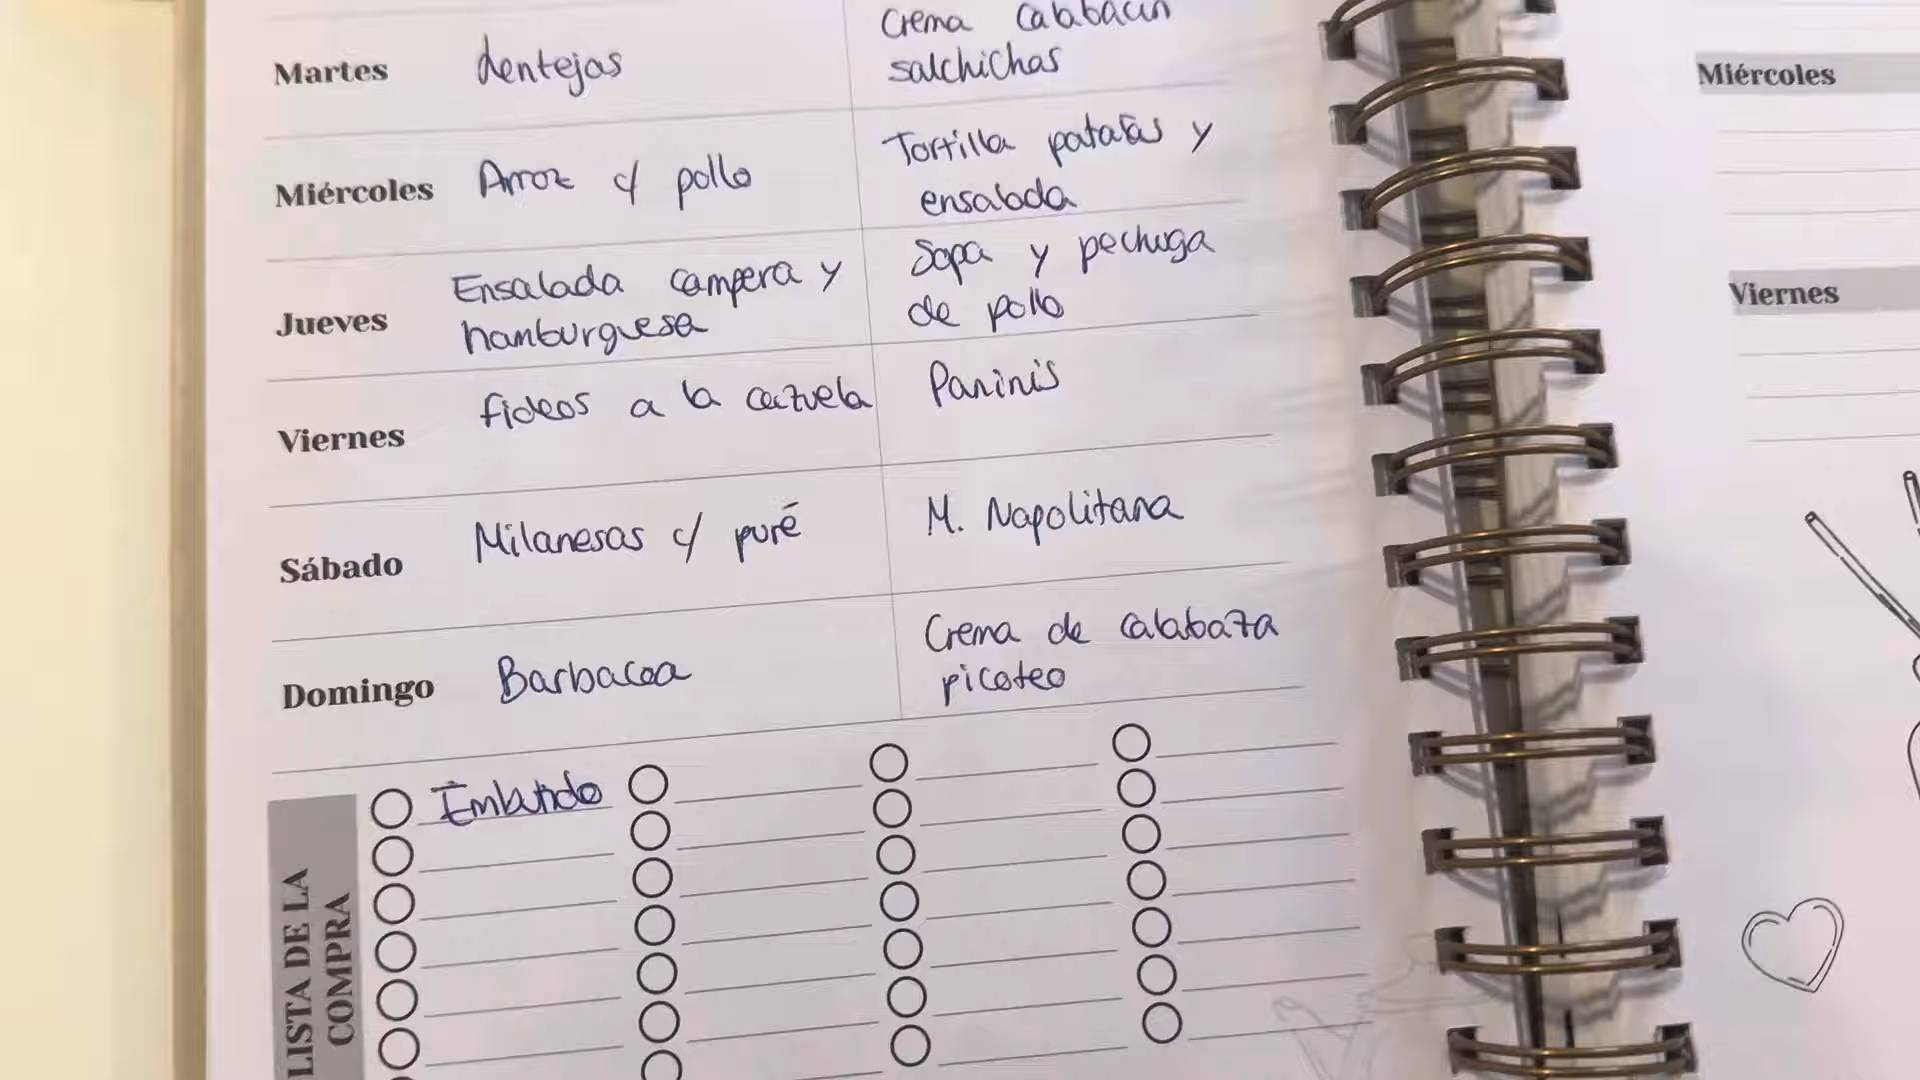 Martes
Lentejas
Crema calabacín
salchichas
Miércoles
Arroz c/ pollo
Tortilla patatas y
ensalada
Jueves
Ensalada campera y
hamburguesa
Sopa y pechuga
de pollo
Viernes
fideos a la cazuela
Paninis
Sábado
Milanesas c/ puré
M. Napolitana
Domingo
Barbacoa
Crema de calabaza
picoteo
LISTA DE LA
COMPRA
Embutido
Miércoles
Viernes